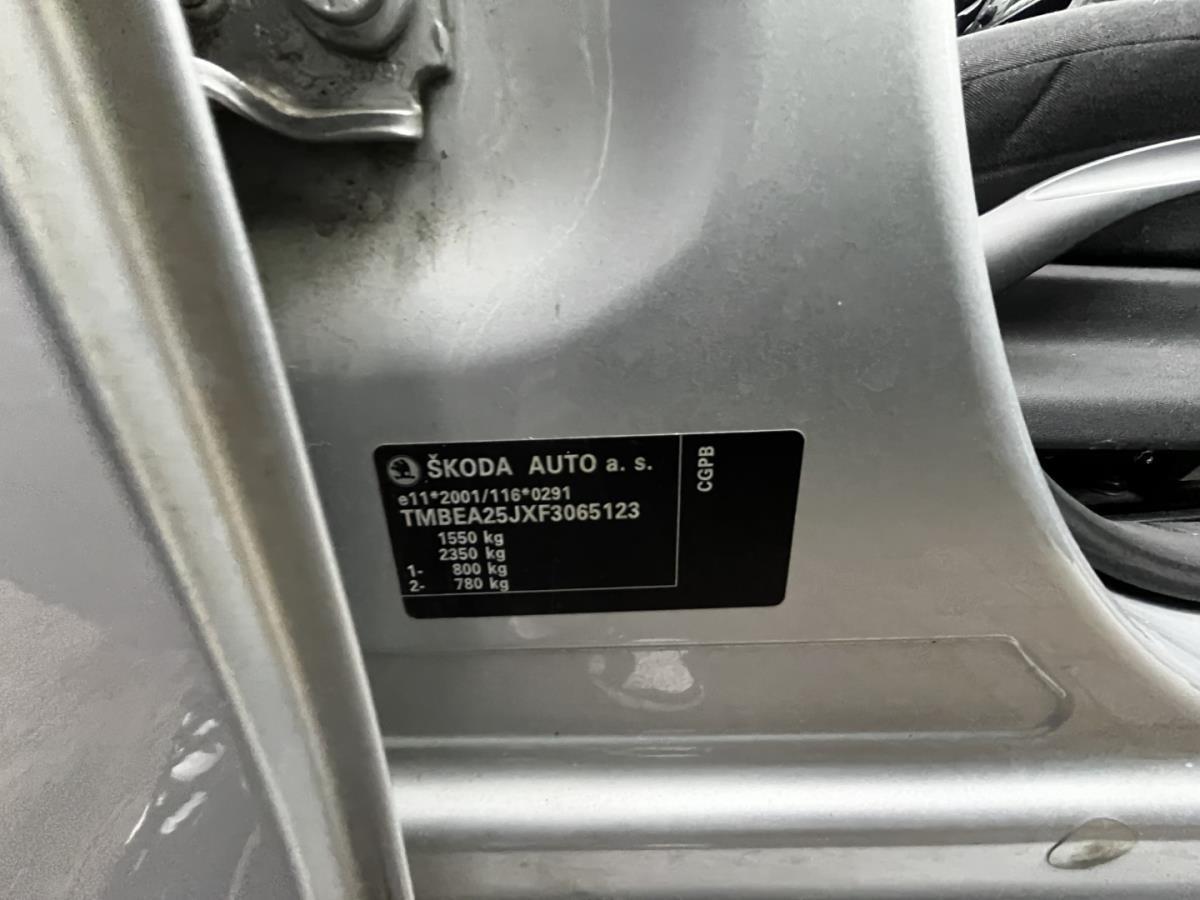 ŠKODA AUTO a. s.
e11*2001/116*0291
TMBEA25JXF3065123
1550 kg
2350 kg
1- 800 kg
2- 780 kg
CGPB